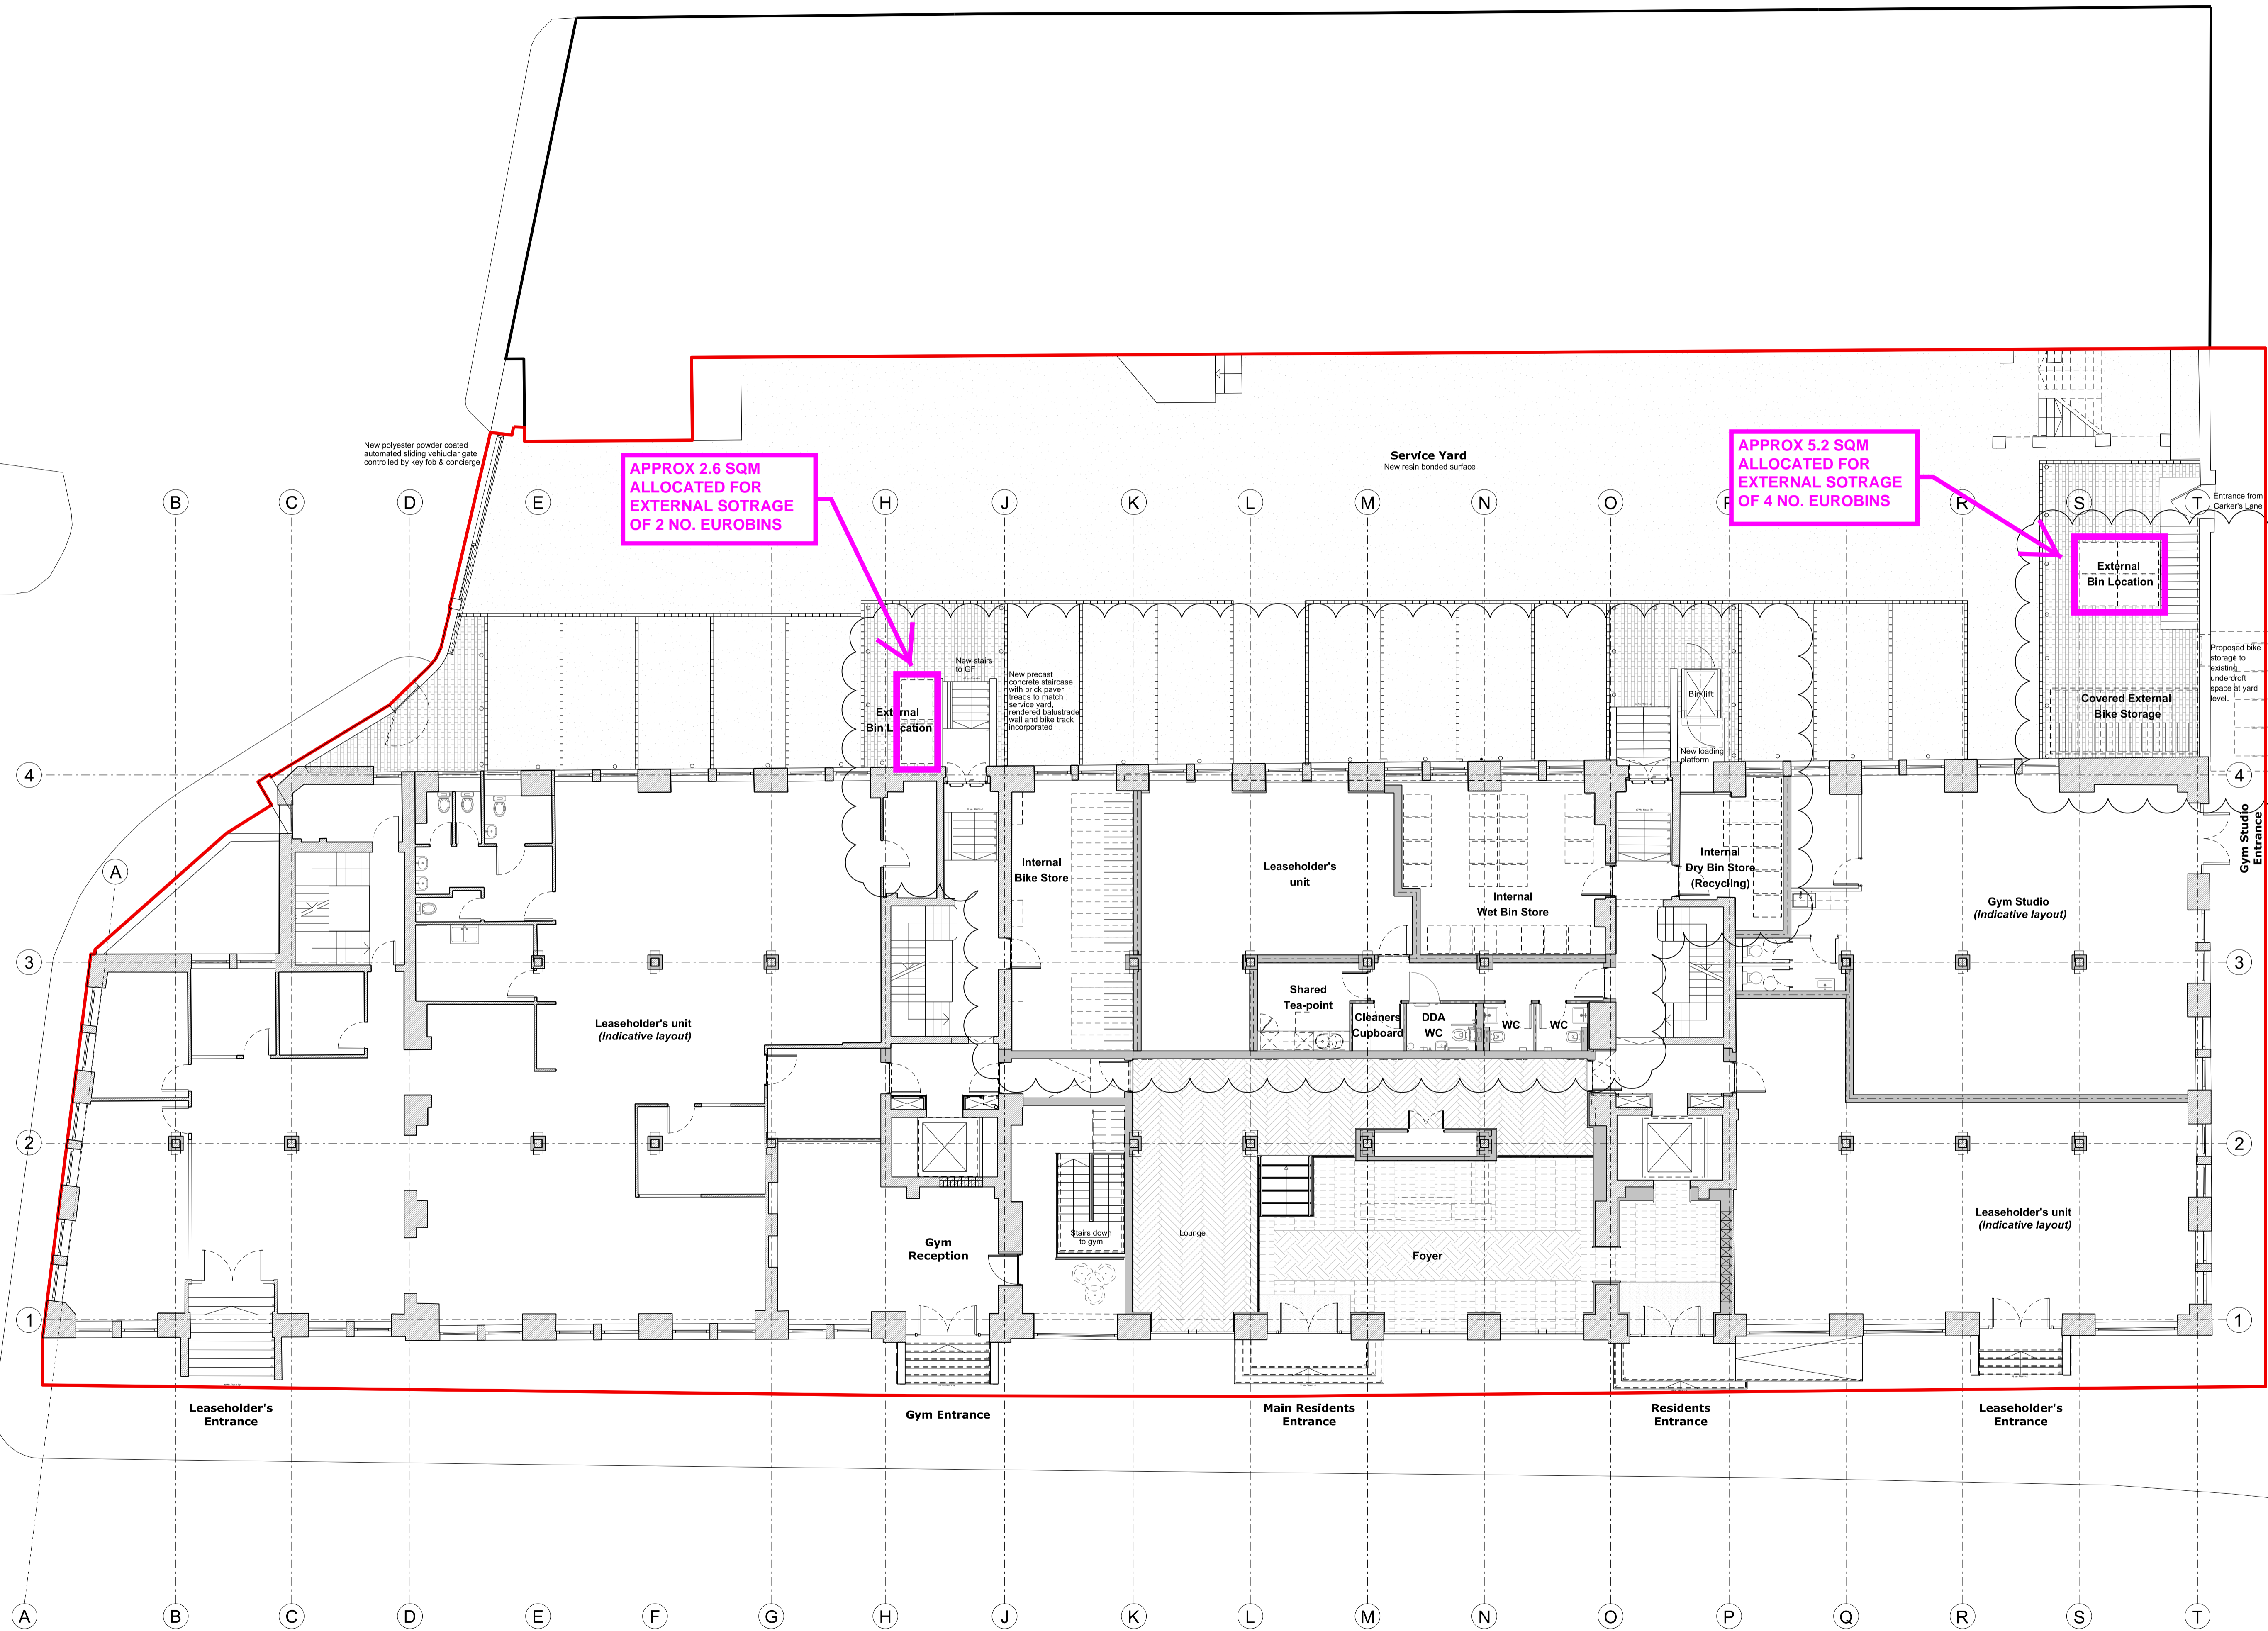 New polyester powder coated
automated sliding vehiuclar gate
controlled by key fob & concierge
Service Yard
New resin bonded surface
APPROX 2.6 SQM
ALLOCATED FOR
EXTERNAL SOTRAGE
OF 2 NO. EUROBINS
APPROX 5.2 SQM
ALLOCATED FOR
EXTERNAL SOTRAGE
OF 4 NO. EUROBINS
B
C
D
E
H
J
K
L
M
N
O
P
R
S
T
Entrance from
Carker's Lane
External
Bin Location
New stairs
to GF
New precast
concrete staircase
with brick paver
treads to match
service yard,
rendered balustrade
wall and bike track
incorporated
External
Bin Location
Bin lift
New loading
platform
Proposed bike
storage to
existing
undercroft
space at yard
level.
Covered External
Bike Storage
4
4
Gym Studio
Entrance
A
Internal
Bike Store
Leaseholder's
unit
Internal
Wet Bin Store
Internal
Dry Bin Store
(Recycling)
Gym Studio
(Indicative layout)
3
3
Shared
Tea-point
Cleaners
Cupboard
DDA
WC
WC
WC
Leaseholder's unit
(Indicative layout)
2
2
Stairs down
to gym
Gym
Reception
Lounge
Foyer
Leaseholder's unit
(Indicative layout)
1
1
Leaseholder's
Entrance
Gym Entrance
Main Residents
Entrance
Residents
Entrance
Leaseholder's
Entrance
A
B
C
D
E
F
G
H
J
K
L
M
N
O
P
Q
R
S
T